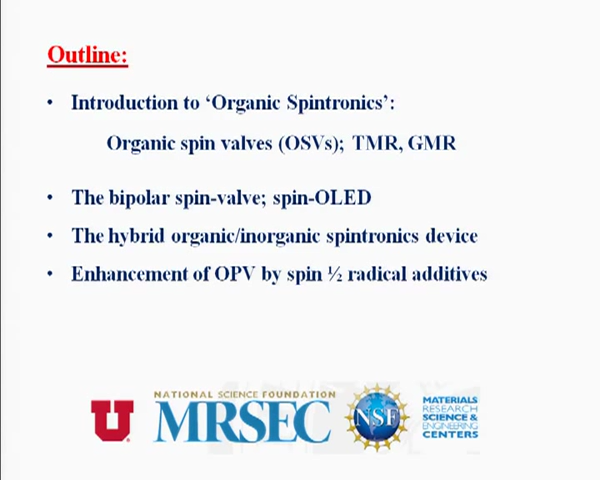 Outline:
• Introduction to ‘Organic Spintronics’:
Organic spin valves (OSVs); TMR, GMR
• The bipolar spin-valve; spin-OLED
• The hybrid organic/inorganic spintronics device
• Enhancement of OPV by spin ½ radical additives
U
NATIONAL SCIENCE FOUNDATION
MRSEC
NSF
MATERIALS
RESEARCH
SCIENCE &
ENGINEERING
CENTERS